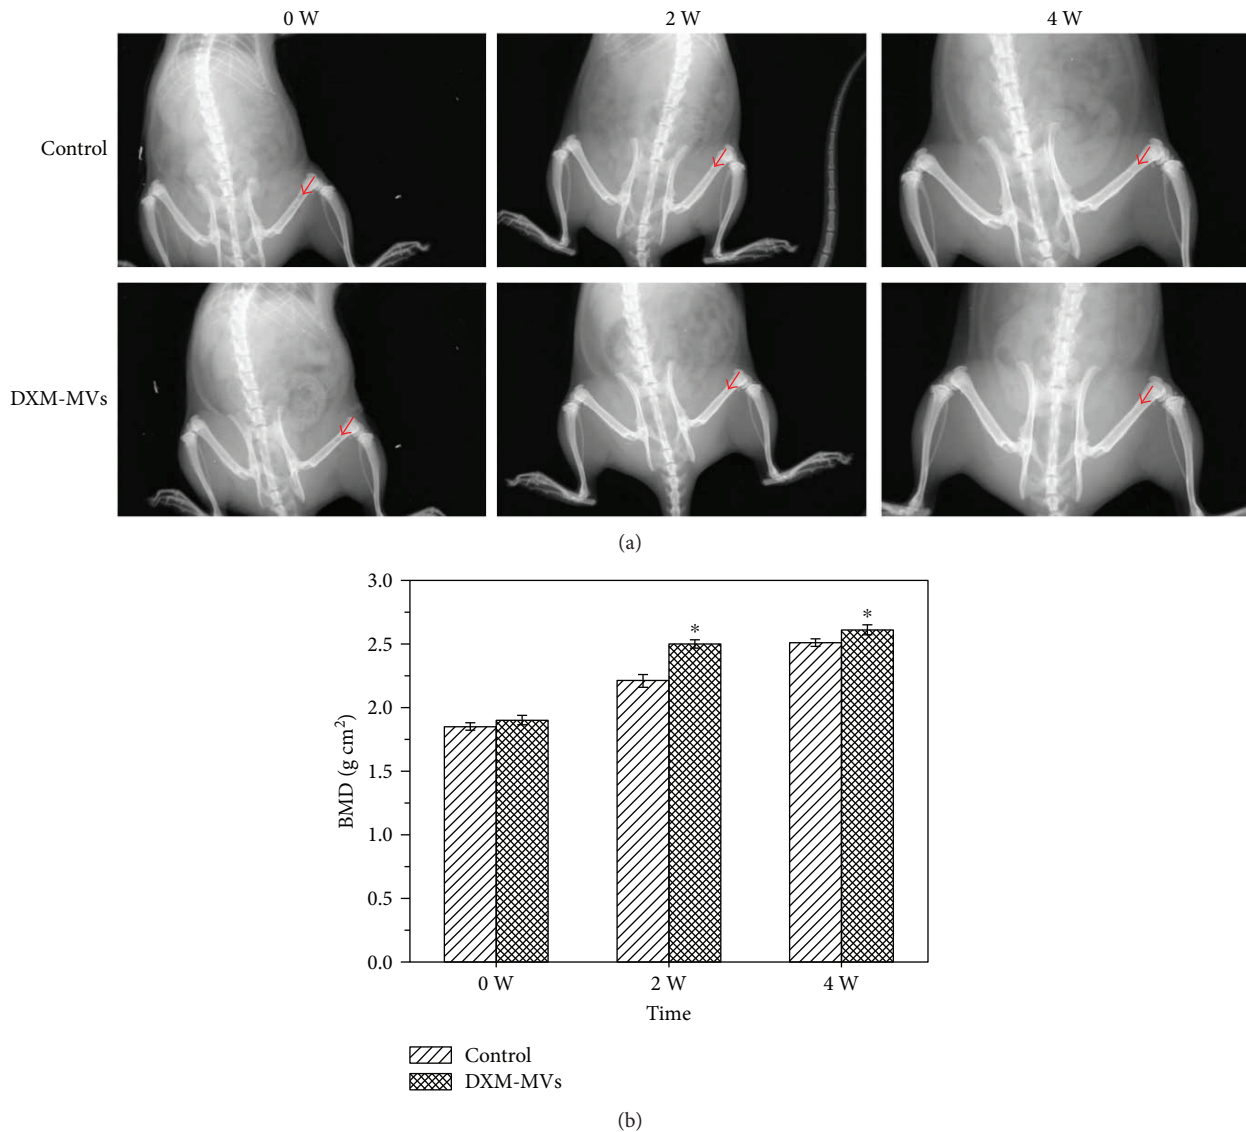 0 W 2 W 4 W
Control
DXM-MVs
(a)
3.0
2.5
2.0
1.5
1.0
0.5
0.0
BMD (g cm²)
* *
0 W 2 W 4 W
Time
Control
DXM-MVs
(b)